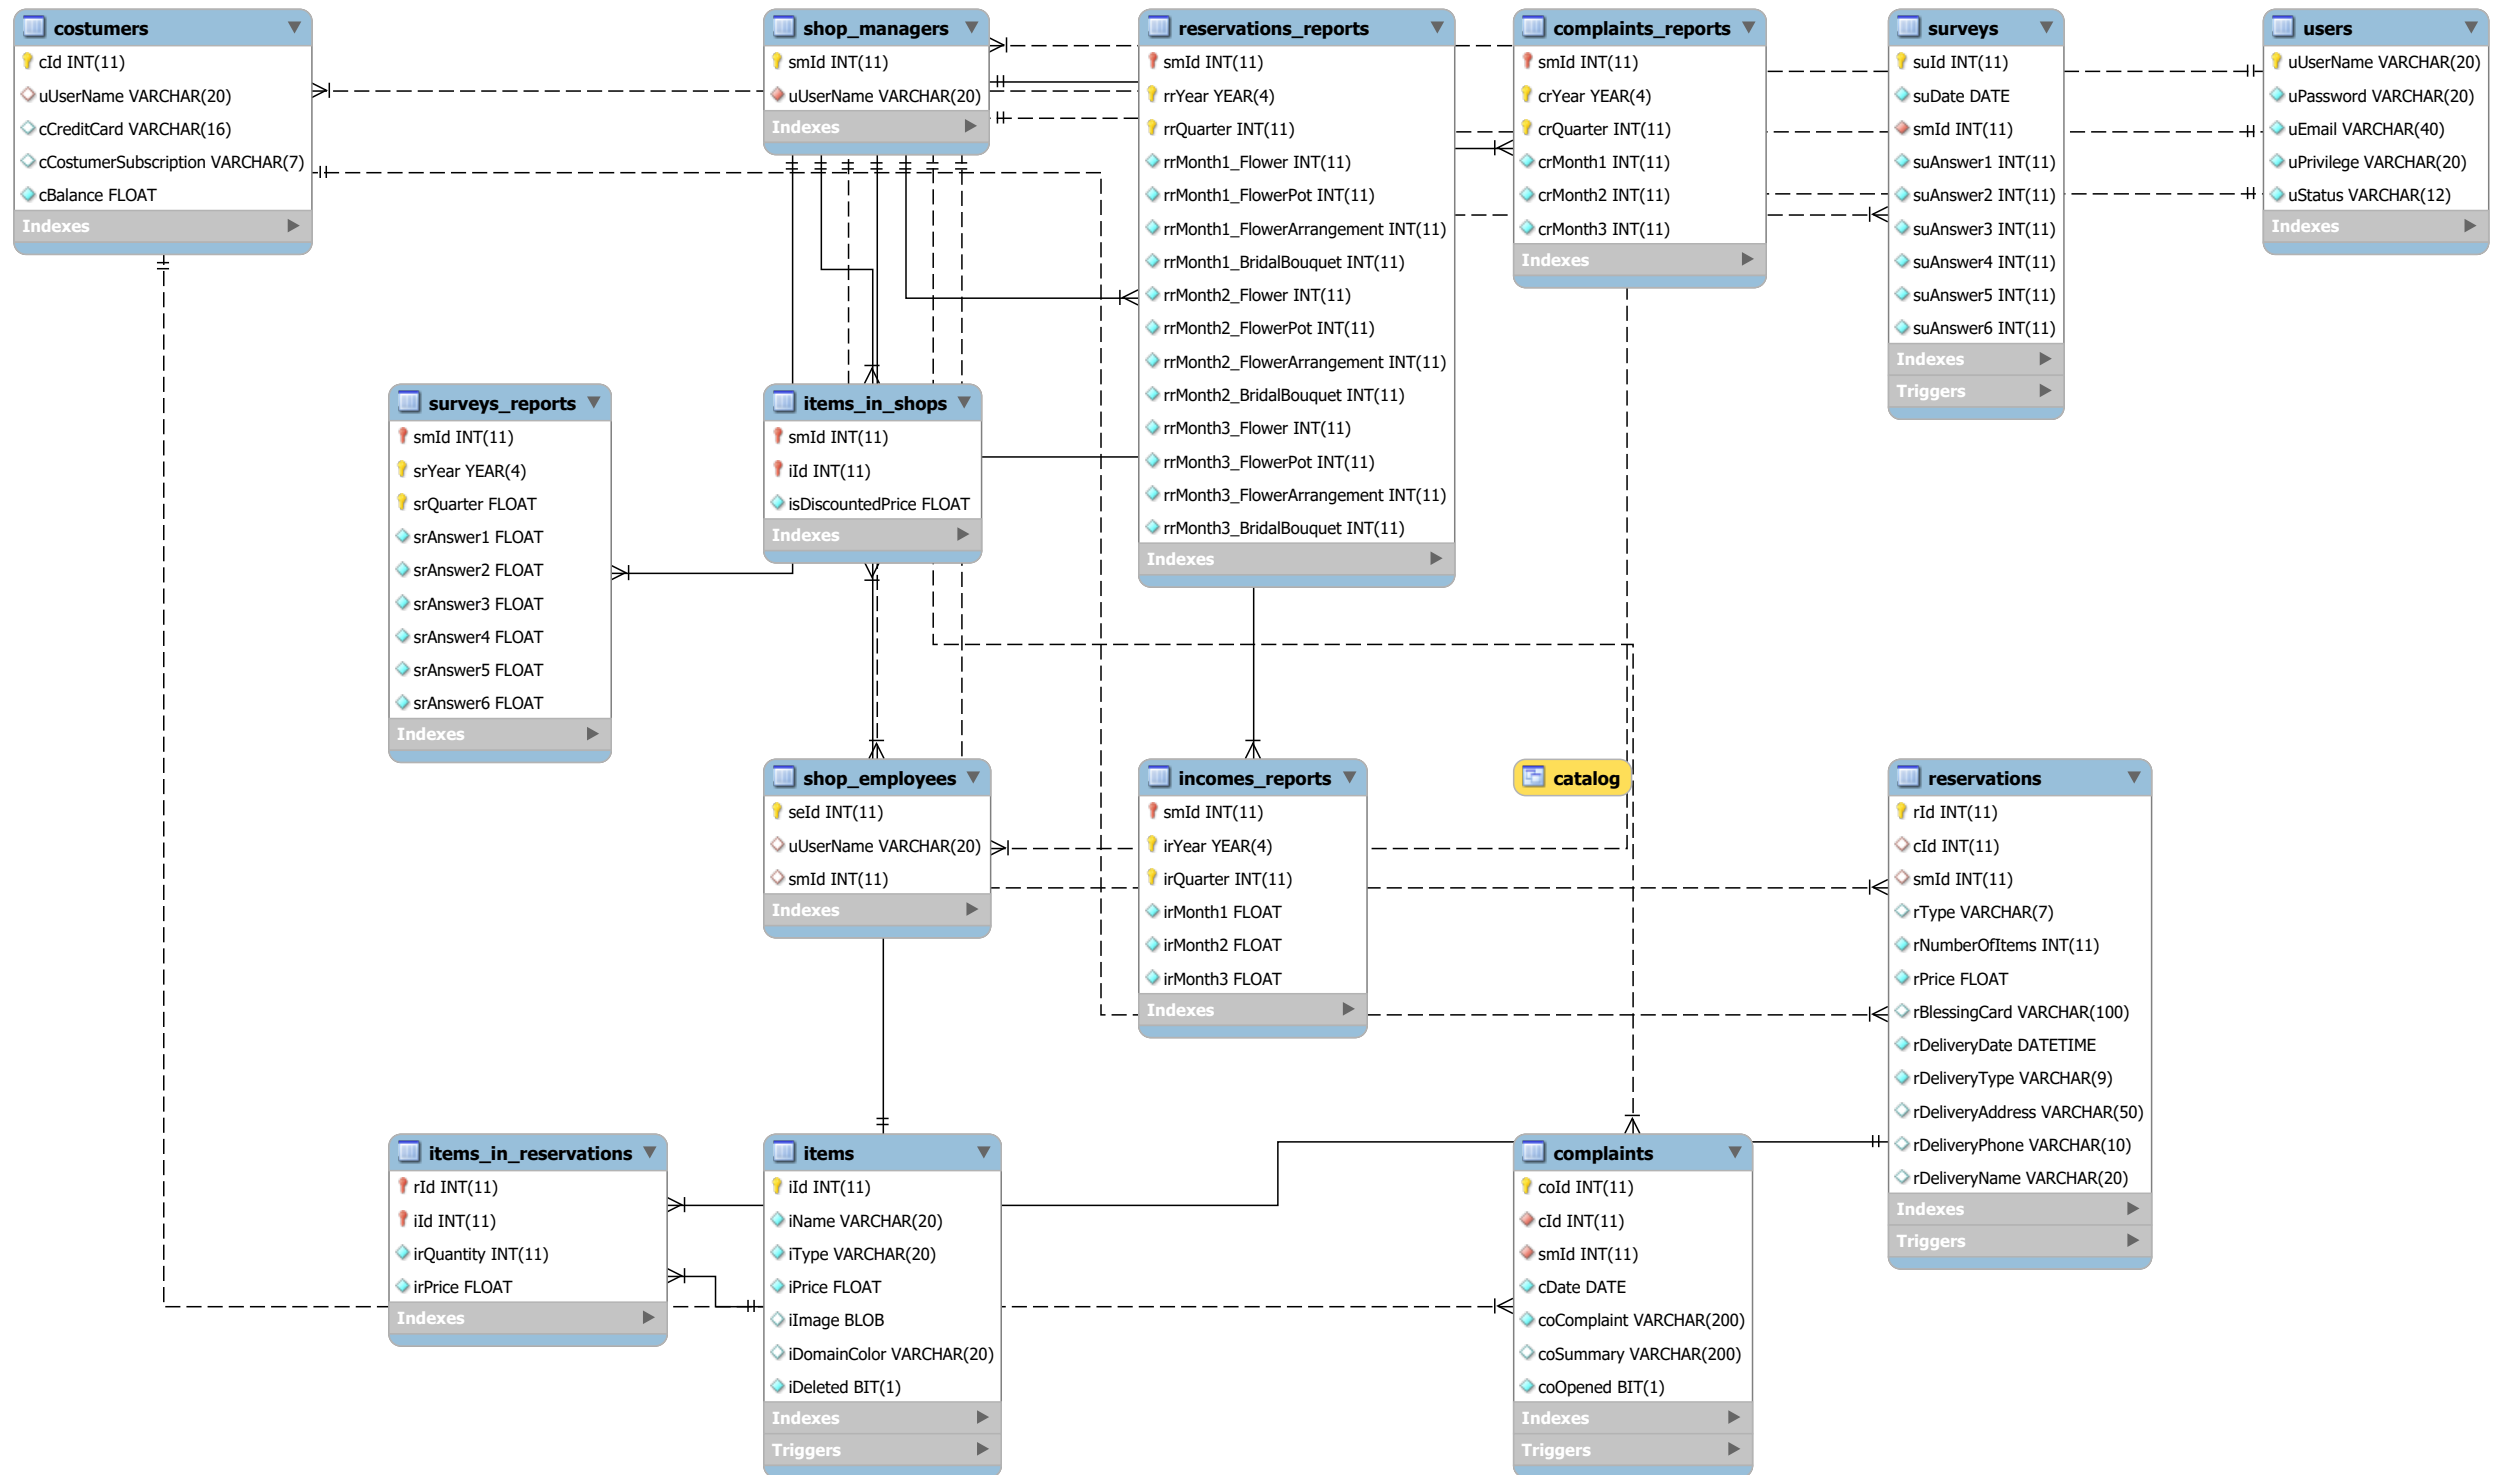 costumers
cId INT(11)
uUserName VARCHAR(20)
cCreditCard VARCHAR(16)
cCostumerSubscription VARCHAR(7)
cBalance FLOAT
Indexes
shop_managers
smId INT(11)
uUserName VARCHAR(20)
Indexes
reservations_reports
smId INT(11)
rrYear YEAR(4)
rrQuarter INT(11)
rrMonth1_Flower INT(11)
rrMonth1_FlowerPot INT(11)
rrMonth1_FlowerArrangement INT(11)
rrMonth1_BridalBouquet INT(11)
rrMonth2_Flower INT(11)
rrMonth2_FlowerPot INT(11)
rrMonth2_FlowerArrangement INT(11)
rrMonth2_BridalBouquet INT(11)
rrMonth3_Flower INT(11)
rrMonth3_FlowerPot INT(11)
rrMonth3_FlowerArrangement INT(11)
rrMonth3_BridalBouquet INT(11)
Indexes
complaints_reports
smId INT(11)
crYear YEAR(4)
crQuarter INT(11)
crMonth1 INT(11)
crMonth2 INT(11)
crMonth3 INT(11)
Indexes
surveys
suId INT(11)
suDate DATE
smId INT(11)
suAnswer1 INT(11)
suAnswer2 INT(11)
suAnswer3 INT(11)
suAnswer4 INT(11)
suAnswer5 INT(11)
suAnswer6 INT(11)
Indexes
Triggers
users
uUserName VARCHAR(20)
uPassword VARCHAR(20)
uEmail VARCHAR(40)
uPrivilege VARCHAR(20)
uStatus VARCHAR(12)
Indexes
surveys_reports
smId INT(11)
srYear YEAR(4)
srQuarter FLOAT
srAnswer1 FLOAT
srAnswer2 FLOAT
srAnswer3 FLOAT
srAnswer4 FLOAT
srAnswer5 FLOAT
srAnswer6 FLOAT
Indexes
items_in_shops
smId INT(11)
iId INT(11)
isDiscountedPrice FLOAT
Indexes
shop_employees
seId INT(11)
uUserName VARCHAR(20)
smId INT(11)
Indexes
incomes_reports
smId INT(11)
irYear YEAR(4)
irQuarter INT(11)
irMonth1 FLOAT
irMonth2 FLOAT
irMonth3 FLOAT
Indexes
catalog
reservations
rId INT(11)
cId INT(11)
smId INT(11)
rType VARCHAR(7)
rNumberOfItems INT(11)
rPrice FLOAT
rBlessingCard VARCHAR(100)
rDeliveryDate DATETIME
rDeliveryType VARCHAR(9)
rDeliveryAddress VARCHAR(50)
rDeliveryPhone VARCHAR(10)
rDeliveryName VARCHAR(20)
Indexes
Triggers
items_in_reservations
rId INT(11)
iId INT(11)
irQuantity INT(11)
irPrice FLOAT
Indexes
items
iId INT(11)
iName VARCHAR(20)
iType VARCHAR(20)
iPrice FLOAT
iImage BLOB
iDomainColor VARCHAR(20)
iDeleted BIT(1)
Indexes
Triggers
complaints
coId INT(11)
cId INT(11)
smId INT(11)
cDate DATE
coComplaint VARCHAR(200)
coSummary VARCHAR(200)
coOpened BIT(1)
Indexes
Triggers